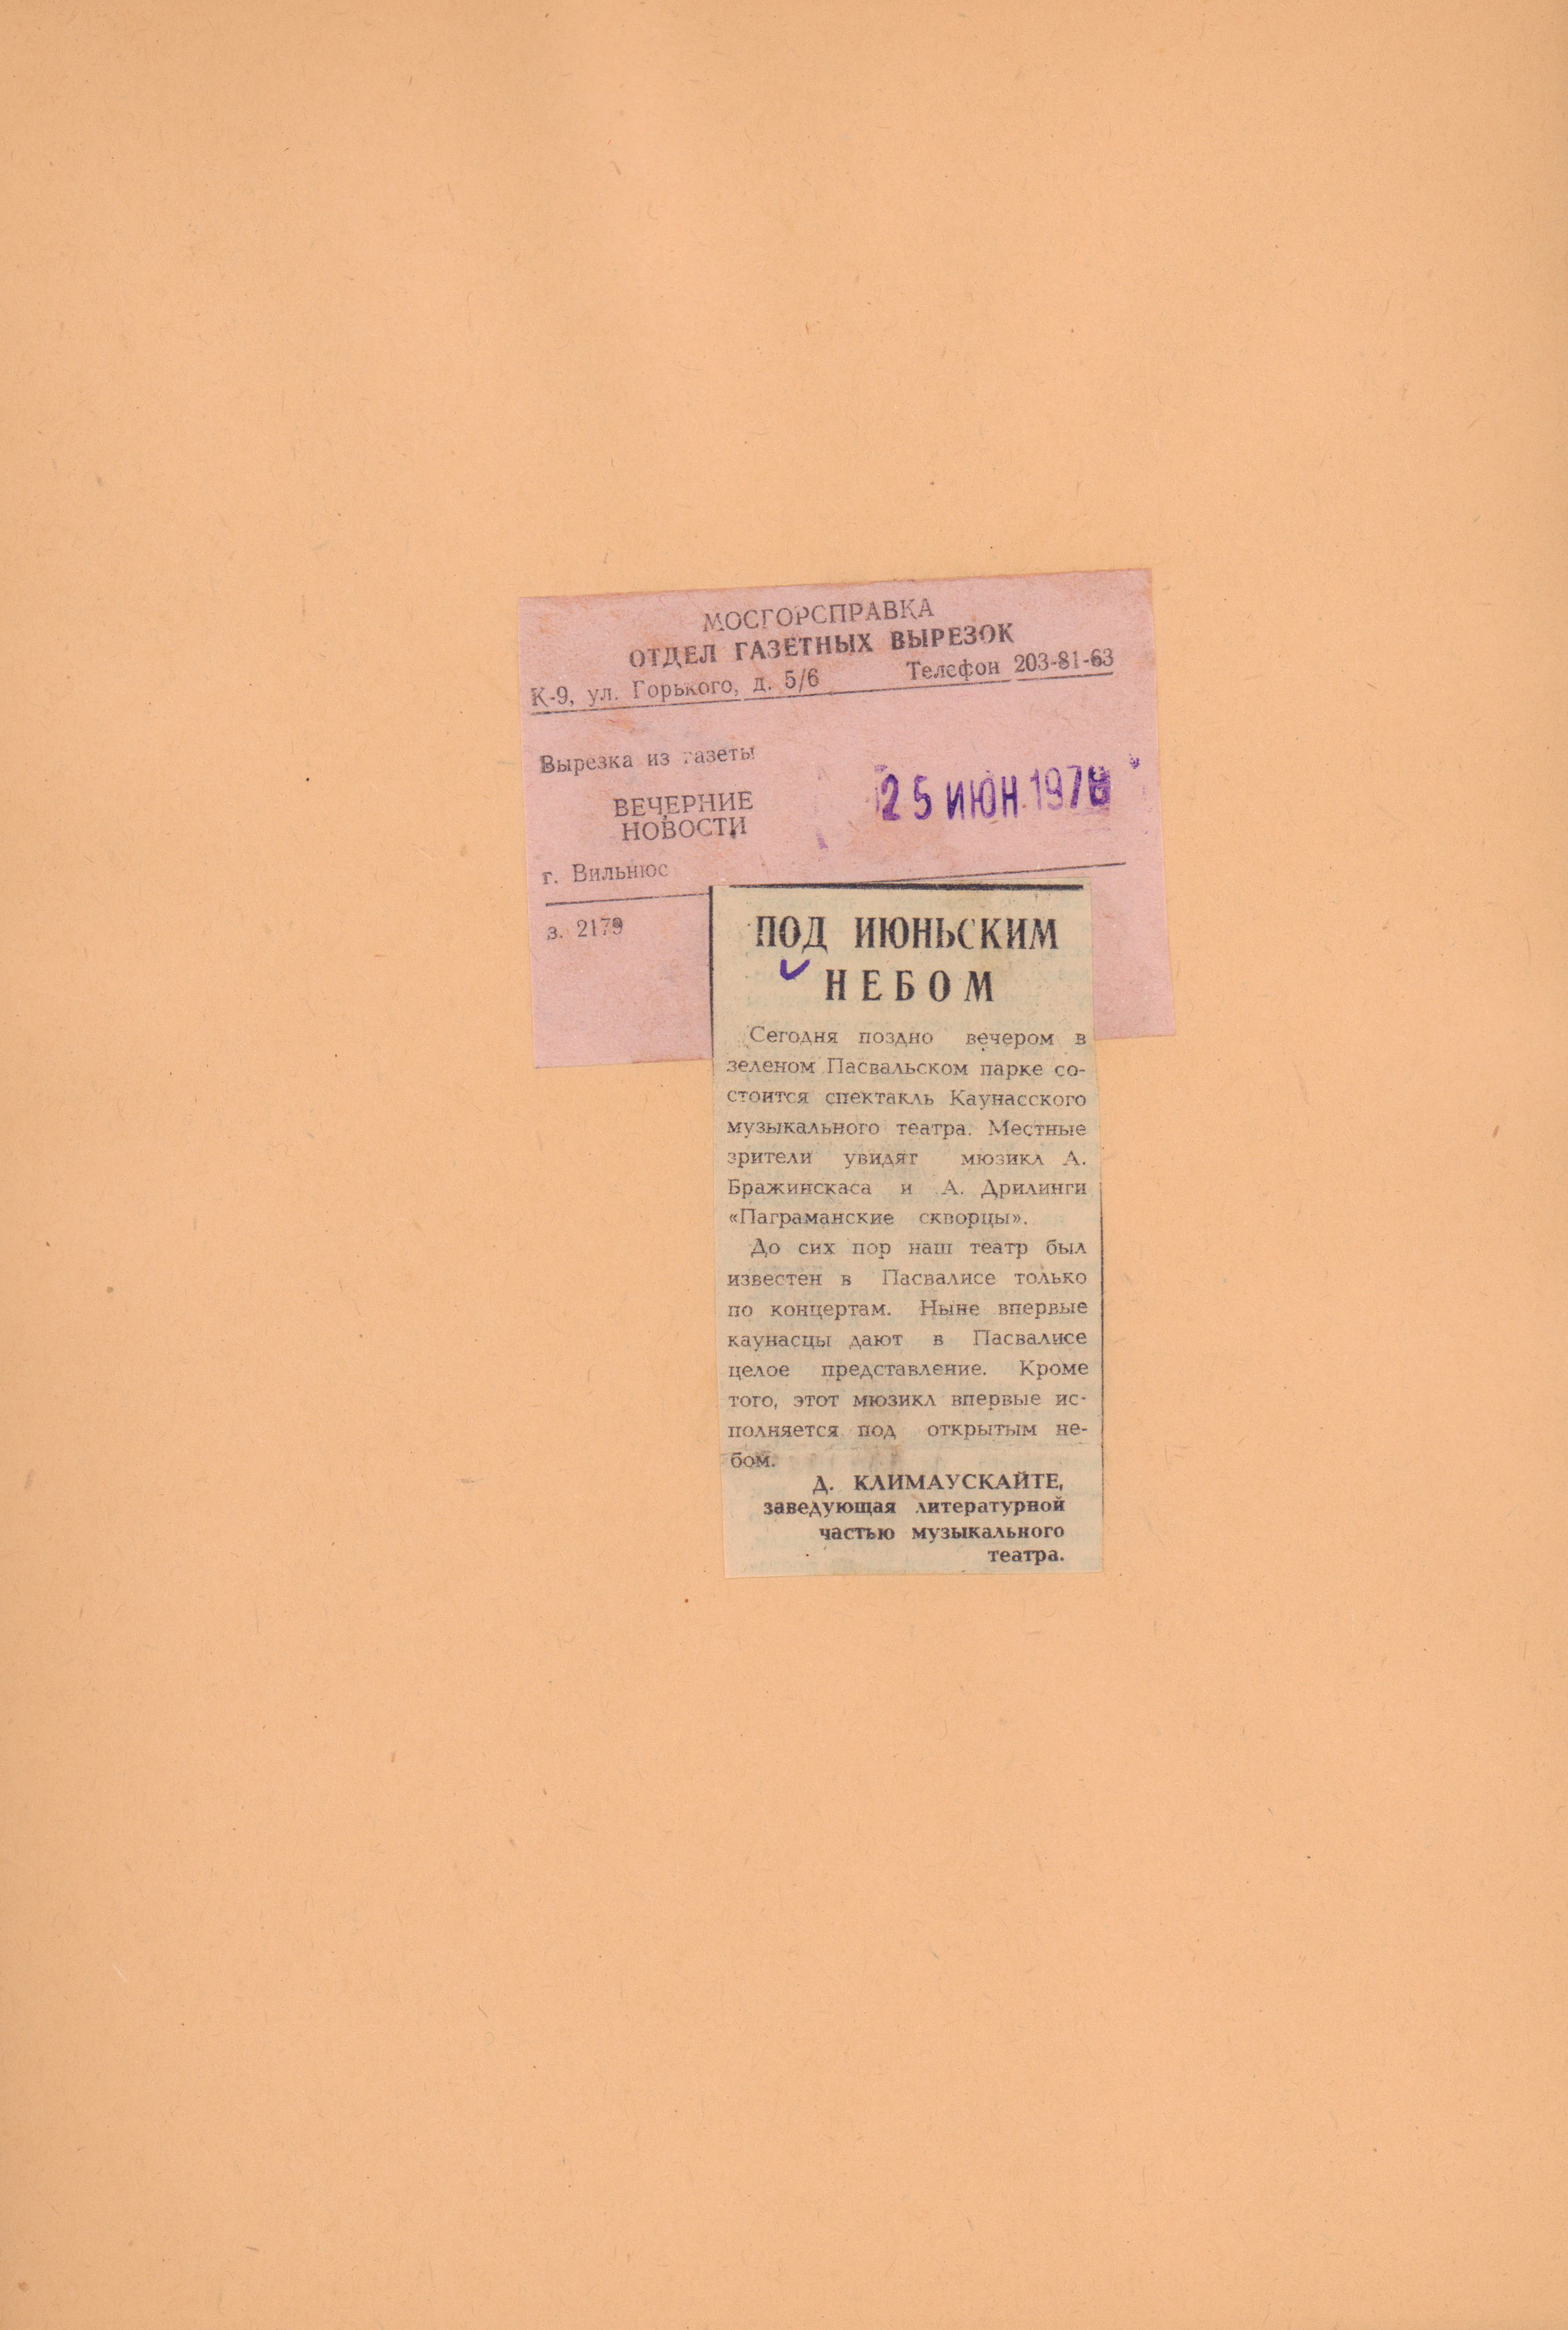 МОСГОРСПРАВКА
ОТДЕЛ ГАЗЕТНЫХ ВЫРЕЗОК
К-9, ул. Горького, д. 5/6 Телефон 203-81-63
Вырезка из газеты
ВЕЧЕРНИЕ
НОВОСТИ
25 ИЮН.
г. Вильнюс
з. 2179
ПОД ИЮНЬСКИМ
НЕБОМ
Сегодня поздно вечером в
зеленом Пасвальском парке со-
стоится спектакль Каунасского
музыкального театра. Местные
зрители увидят мюзикл А.
Бражинскаса и А. Дрилинги
«Паграманские скворцы».
До сих пор наш театр был
известен в Пасвалисе только
по концертам. Ныне впервые
каунасцы дают в Пасвалисе
целое представление. Кроме
того, этот мюзикл впервые ис-
полняется под открытым не-
бом.
Д. КЛИМАУСКАЙТЕ,
заведующая литературной
частью музыкального
театра.